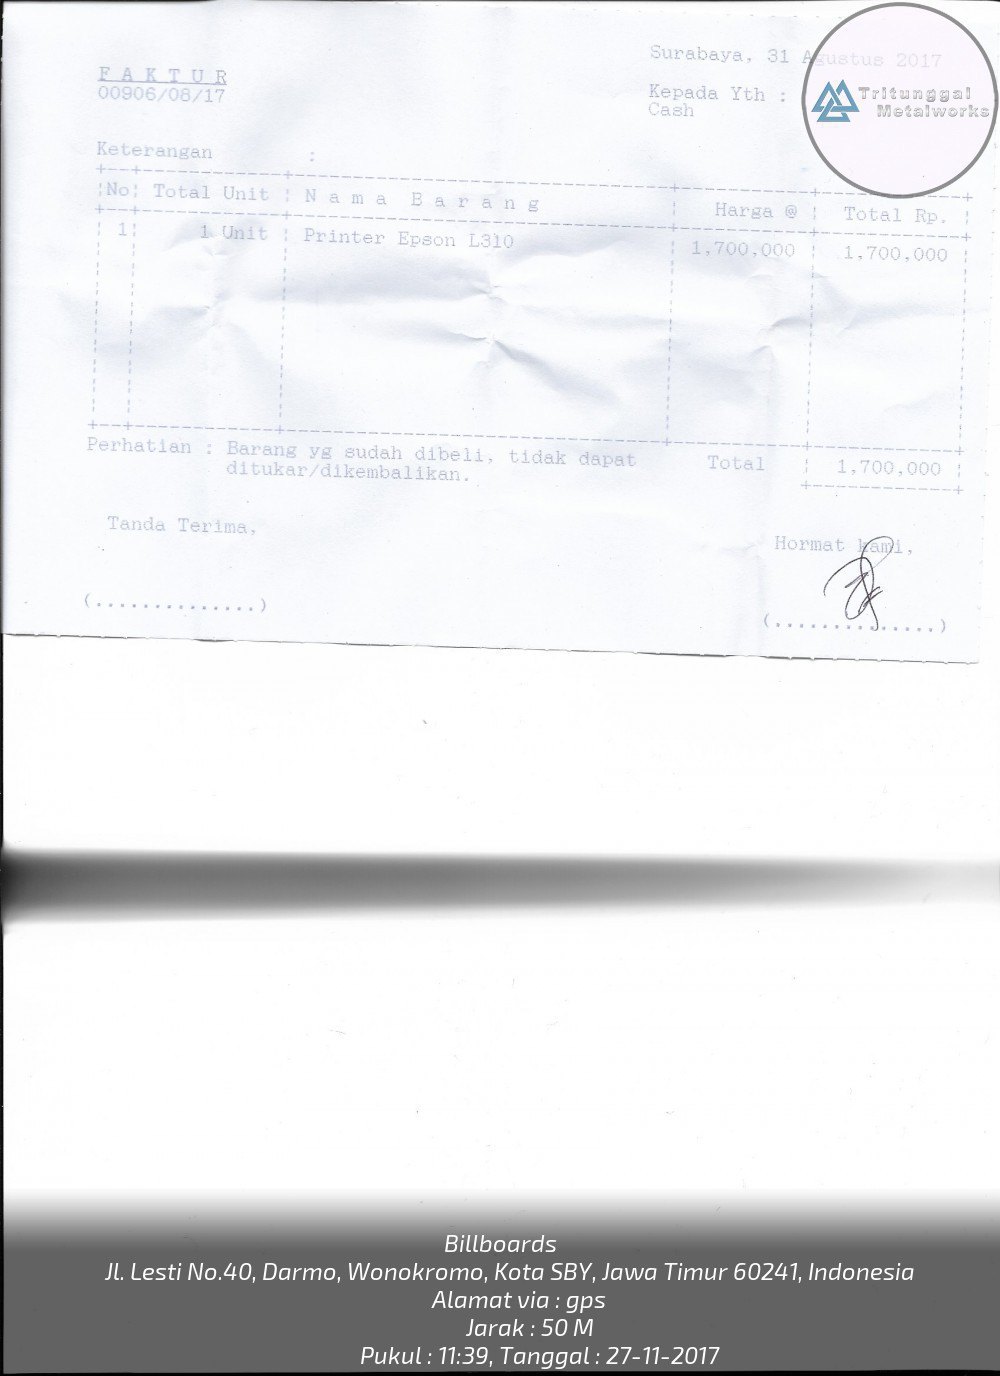 Surabaya, 31 Agustus 2017
F A K T U R
00906/08/17
Kepada Yth :
Cash
Tritunggal
Metalworks
Keterangan :
No Total Unit N a m a B a r a n g Harga @ Total Rp.
1 1 Unit Printer Epson L310 1,700,000 1,700,000
Perhatian : Barang yg sudah dibeli, tidak dapat Total 1,700,000
ditukar/dikembalikan.
Tanda Terima,
Hormat kami,
(..............)
(..............)
Billboards
Jl. Lesti No.40, Darmo, Wonokromo, Kota SBY, Jawa Timur 60241, Indonesia
Alamat via : gps
Jarak : 50 M
Pukul : 11:39, Tanggal : 27-11-2017